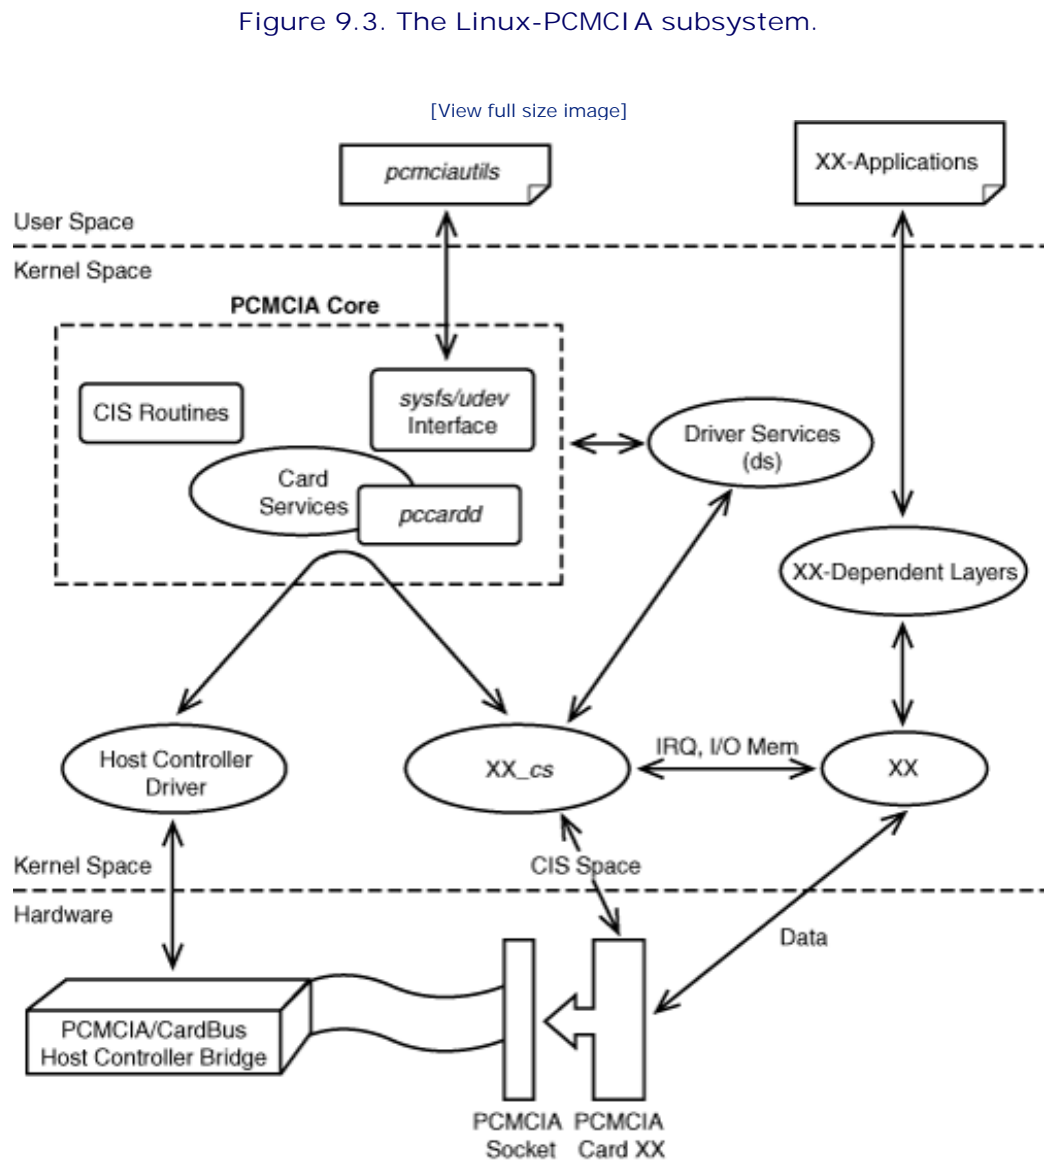 Figure 9.3. The Linux-PCMCIA subsystem.
[View full size image]
pcmciautils
XX-Applications
User Space
Kernel Space
PCMCIA Core
CIS Routines
sysfs/udev
Interface
Driver Services
(ds)
Card
Services
pccardd
XX-Dependent Layers
Host Controller
Driver
XX_cs
IRQ, I/O Mem
XX
Kernel Space
CIS Space
Hardware
Data
PCMCIA/CardBus
Host Controller Bridge
PCMCIA
Socket
PCMCIA
Card XX